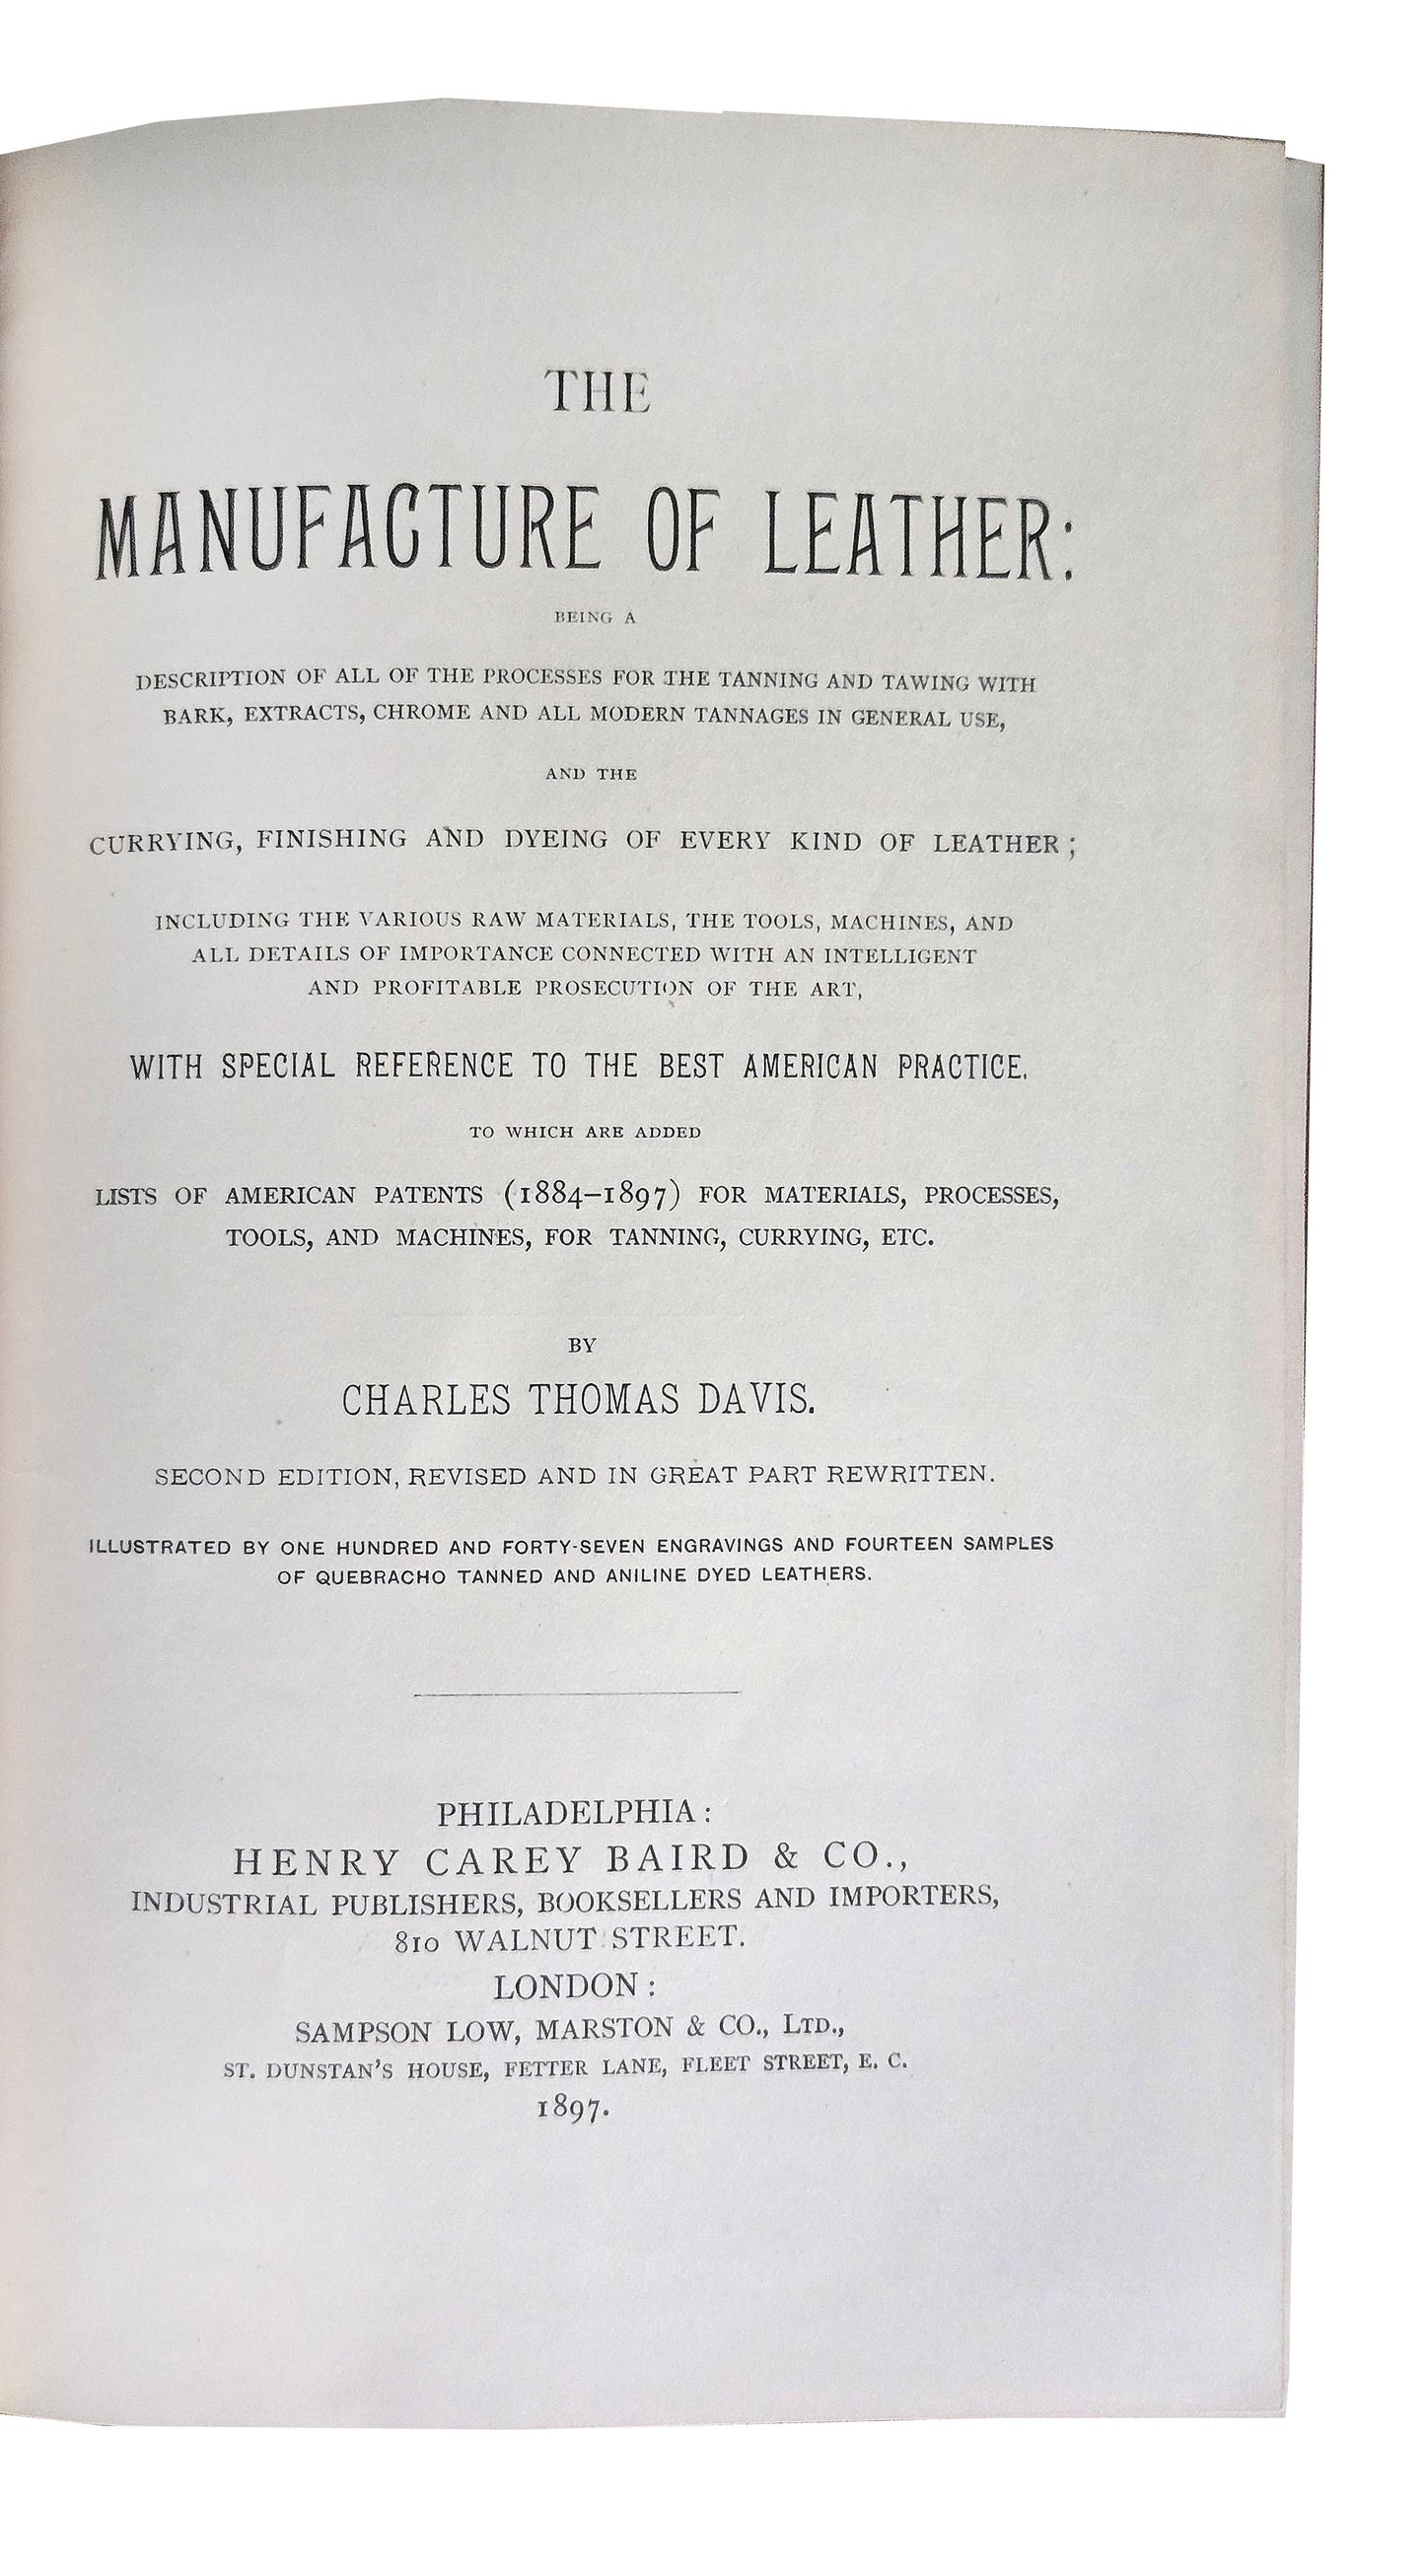 THE
MANUFACTURE OF LEATHER:
BEING A
DESCRIPTION OF ALL OF THE PROCESSES FOR THE TANNING AND TAWING WITH
BARK, EXTRACTS, CHROME AND ALL MODERN TANNAGES IN GENERAL USE,
AND THE
CURRYING, FINISHING AND DYEING OF EVERY KIND OF LEATHER;
INCLUDING THE VARIOUS RAW MATERIALS, THE TOOLS, MACHINES, AND
ALL DETAILS OF IMPORTANCE CONNECTED WITH AN INTELLIGENT
AND PROFITABLE PROSECUTION OF THE ART,
WITH SPECIAL REFERENCE TO THE BEST AMERICAN PRACTICE.
TO WHICH ARE ADDED
LISTS OF AMERICAN PATENTS (1884–1897) FOR MATERIALS, PROCESSES,
TOOLS, AND MACHINES, FOR TANNING, CURRYING, ETC.
BY
CHARLES THOMAS DAVIS.
SECOND EDITION, REVISED AND IN GREAT PART REWRITTEN.
ILLUSTRATED BY ONE HUNDRED AND FORTY-SEVEN ENGRAVINGS AND FOURTEEN SAMPLES
OF QUEBRACHO TANNED AND ANILINE DYED LEATHERS.
PHILADELPHIA:
HENRY CAREY BAIRD & CO.,
INDUSTRIAL PUBLISHERS, BOOKSELLERS AND IMPORTERS,
810 WALNUT STREET.
LONDON:
SAMPSON LOW, MARSTON & CO., LTD.,
ST. DUNSTAN'S HOUSE, FETTER LANE, FLEET STREET, E. C.
1897.